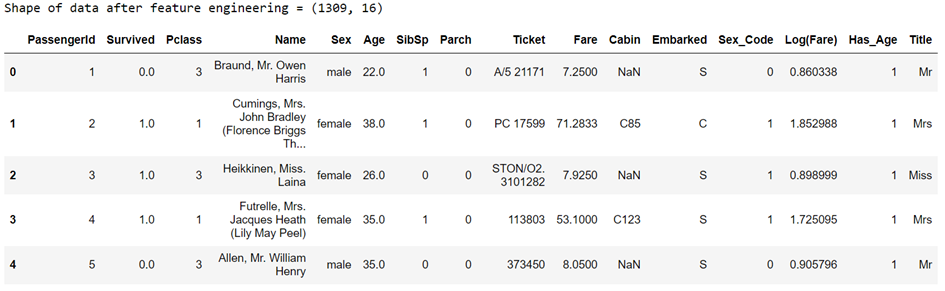 Shape of data after feature engineering = (1309, 16)
PassengerId Survived Pclass Name Sex Age SibSp Parch Ticket Fare Cabin Embarked Sex_Code Log(Fare) Has_Age Title
0 1 0.0 3 Braund, Mr. Owen Harris male 22.0 1 0 A/5 21171 7.2500 NaN S 0 0.860338 1 Mr
1 2 1.0 1 Cumings, Mrs. John Bradley (Florence Briggs Th... female 38.0 1 0 PC 17599 71.2833 C85 C 1 1.852988 1 Mrs
2 3 1.0 3 Heikkinen, Miss. Laina female 26.0 0 0 STON/O2. 3101282 7.9250 NaN S 1 0.898999 1 Miss
3 4 1.0 1 Futrelle, Mrs. Jacques Heath (Lily May Peel) female 35.0 1 0 113803 53.1000 C123 S 1 1.725095 1 Mrs
4 5 0.0 3 Allen, Mr. William Henry male 35.0 0 0 373450 8.0500 NaN S 0 0.905796 1 Mr